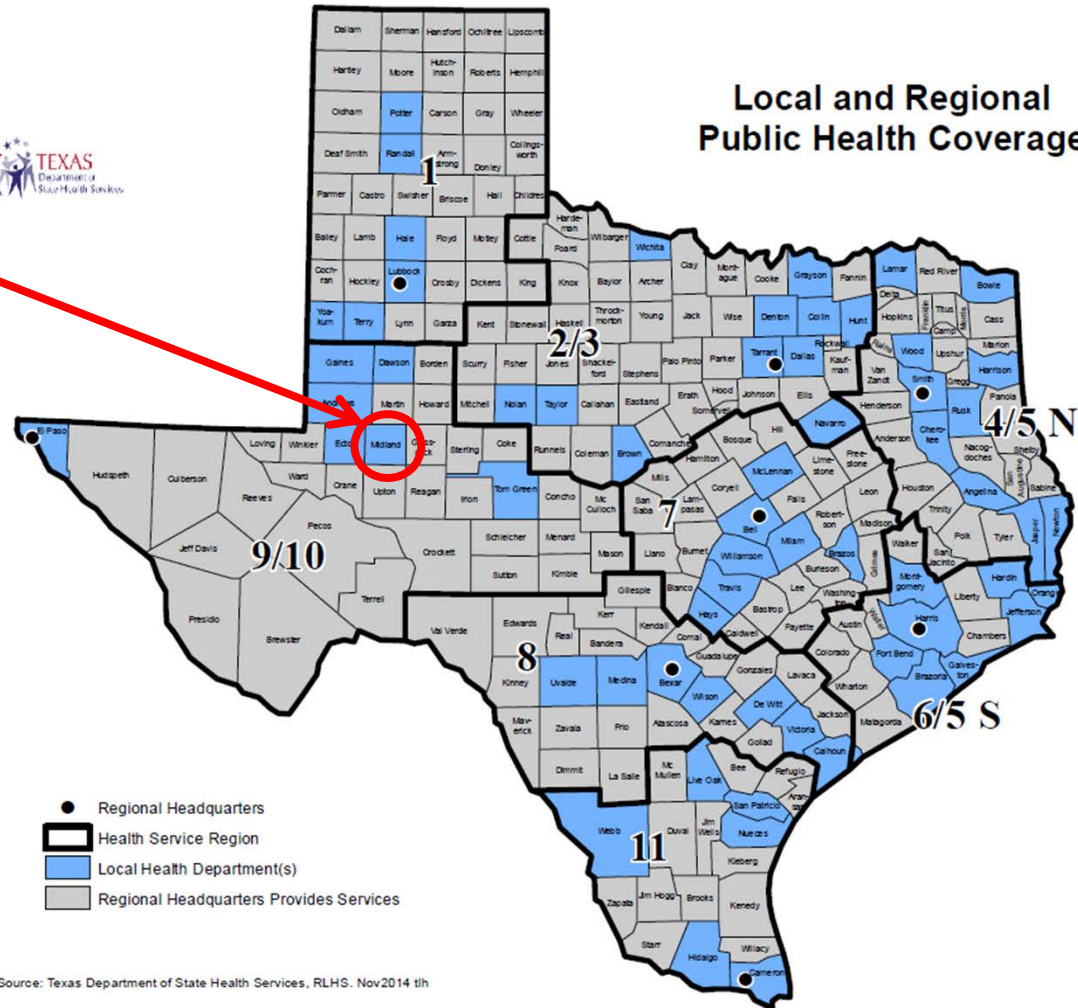 Local and Regional
Public Health Coverage
TEXAS
Department of
State Health Services
Dallam
Sherman
Hansford
Ochiltree
Lipscomb
Hartley
Moore
Hutch-
inson
Roberts
Hemphill
Oldham
Potter
Carson
Gray
Wheeler
Deaf Smith
Randall
Arm-
strong
Donley
Collings-
worth
1
Parmer
Castro
Swisher
Briscoe
Hall
Childres
Bailey
Lamb
Hale
Floyd
Motley
Cottle
Harde-
man
Foard
Wilbarger
Wichita
Clay
Mont-
ague
Cooke
Grayson
Fannin
Lamar
Red River
Bowie
Coch-
ran
Hockley
Lubbock
Crosby
Dickens
King
Knox
Baylor
Archer
Delta
Hopkins
Franklin
Titus
Morris
Camp
Cass
Yoa-
kum
Terry
Lynn
Garza
Kent
Stonewall
Haskel
Throck-
morton
Young
Jack
Wise
Denton
Collin
Hunt
Rockwall
Rains
Wood
Upshur
Marion
Harrison
2/3
Gaines
Dawson
Borden
Scurry
Fisher
Jones
Shackel-
ford
Stephens
Palo Pinto
Parker
Tarrant
Dallas
Kauf-
man
Van
Zandt
Smith
Gregg
Panola
Andrews
Martin
Howard
Mitchell
Nolan
Taylor
Callahan
Eastland
Erath
Hood
Somervell
Johnson
Ellis
Navarro
Henderson
Rusk
4/5 N
El Paso
Hudspeth
Culberson
Loving
Winkler
Ector
Midland
Glass-
ock
Sterling
Coke
Runnels
Coleman
Brown
Comanche
Hamilton
Bosque
Hill
Free-
stone
Anderson
Chero-
kee
Nacog-
doches
Shelby
San
Augustine
Sabine
Reeves
Ward
Crane
Upton
Reagan
Irion
Tom Green
Concho
Mc
Culloch
Mills
San
Saba
Lam-
pasas
Coryell
McLennan
Lime-
stone
Falls
Leon
Houston
Angelina
Trinity
Jeff Davis
Pecos
Crockett
Schleicher
Menard
Mason
Llano
Burnet
Bell
Milam
Robert-
son
Madison
Walker
Polk
Tyler
Jasper
Newton
9/10
7
Presidio
Brewster
Terrell
Sutton
Kimble
Gillespie
Blanco
Williamson
Travis
Hays
Burleson
Brazos
Grimes
San
Jacinto
Mont-
gomery
Liberty
Hardin
Orange
Lee
Bastrop
Washing-
ton
Caldwell
Fayette
Austin
Waller
Harris
Jefferson
Chambers
Val Verde
Edwards
Real
Kerr
Kendall
Bandera
Comal
Guadalupe
Gonzales
Lavaca
Colorado
Fort Bend
Galves-
ton
Brazoria
Wharton
Matagorda
6/5 S
8
Kinney
Uvalde
Medina
Bexar
Wilson
De Witt
Jackson
Mav-
erick
Zavala
Frio
Atascosa
Karnes
Goliad
Victoria
Calhoun
Dimmit
La Salle
Mc
Mullen
Live Oak
Bee
Refugio
Aran-
San Patricio
Webb
Duval
Jim
Wells
Nueces
11
Kleberg
Zapata
Jim Hogg
Brooks
Kenedy
Starr
Hidalgo
Willacy
Cameron
Regional Headquarters
Health Service Region
Local Health Department(s)
Regional Headquarters Provides Services
Source: Texas Department of State Health Services, RLHS. Nov2014 tlh